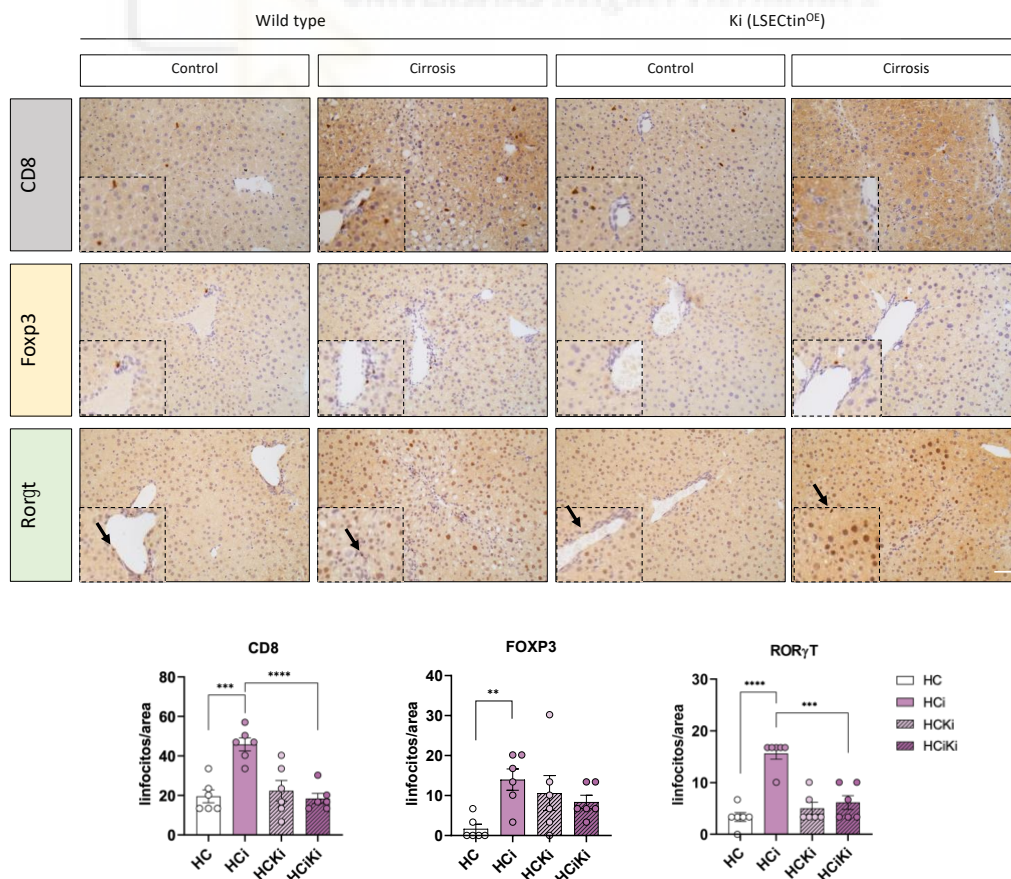 Wild type
Ki (LSECtinOE)
Control
Cirrosis
Control
Cirrosis
CD8
Foxp3
Rorgt
CD8
linfocitos/area
80
60
40
20
0
***
****
HC
HCi
HCKi
HCiKi
FOXP3
linfocitos/area
40
30
20
10
0
**
HC
HCi
HCKi
HCiKi
RORγT
linfocitos/area
30
20
10
0
****
***
HC
HCi
HCKi
HCiKi
HC
HCi
HCKi
HCiKi